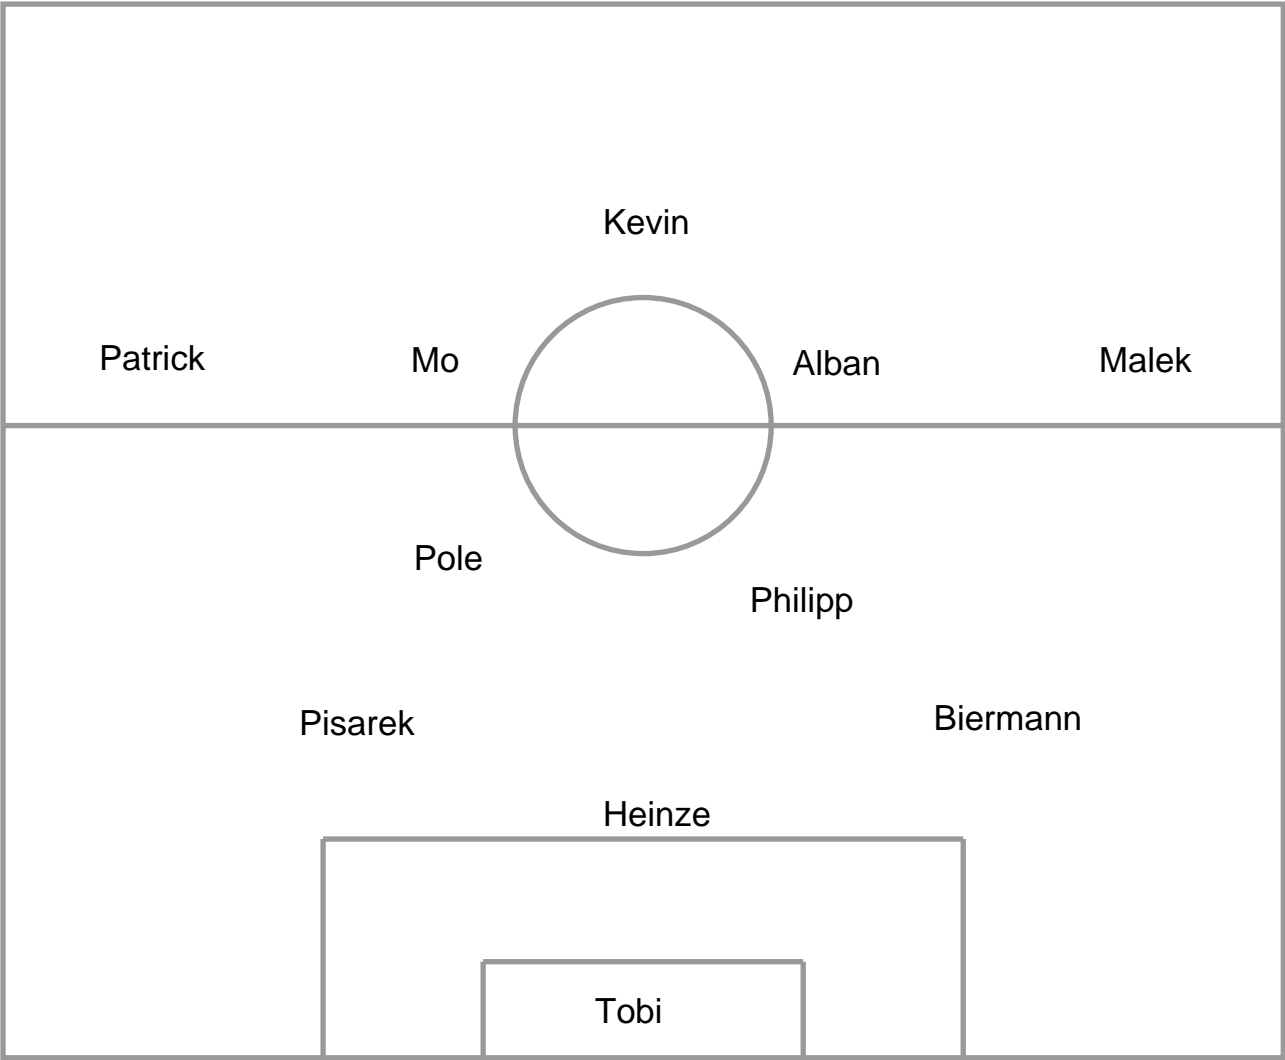 Kevin
Patrick
Mo
Alban
Malek
Pole
Philipp
Pisarek
Biermann
Heinze
Tobi